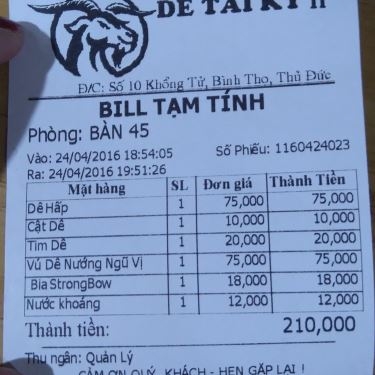 DÊ TÀI KÝ II
Đ/C: Số 10 Khổng Tử, Bình Thọ, Thủ Đức
BILL TẠM TÍNH
Phòng: BÀN 45
Vào: 24/04/2016 18:54:05 Số Phiếu: 1160424023
Ra: 24/04/2016 19:51:26
Mặt hàng SL Đơn giá Thành Tiền
Dê Hấp 1 75,000 75,000
Cật Dê 1 10,000 10,000
Tim Dê 1 20,000 20,000
Vú Dê Nướng Ngũ Vị 1 75,000 75,000
Bia StrongBow 1 18,000 18,000
Nước khoáng 1 12,000 12,000
Thành tiền: 210,000
Thu ngân: Quản Lý
CẢM ƠN QUÝ KHÁCH - HẸN GẶP LẠI !